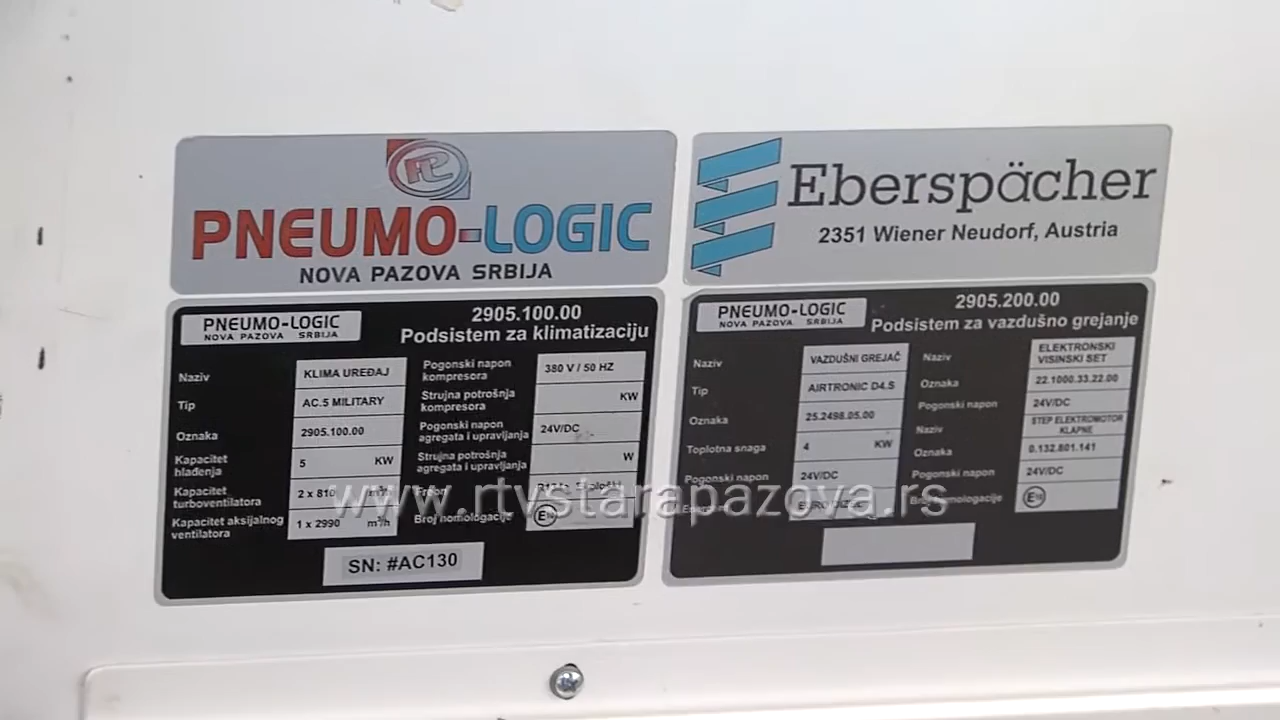 PNEUMO-LOGIC
NOVA PAZOVA SRBIJA
Eberspächer
2351 Wiener Neudorf, Austria
PNEUMO-LOGIC
NOVA PAZOVA SRBIJA
2905.100.00
Podsistem za klimatizaciju
Naziv KLIMA UREĐAJ
Tip AC.5 MILITARY
Oznaka 2905.100.00
Kapacitet hlađenja 5 KW
Kapacitet turboventilatora 2 x 810 m³/h
Kapacitet aksijalnog ventilatora 1 x 2990 m³/h
Pogonski napon kompresora 380 V / 50 HZ
Strujna potrošnja kompresora KW
Pogonski napon agregata i upravljanja 24V/DC
Strujna potrošnja agregata i upravljanja W
Freon
Broj homologacije
SN: #AC130
PNEUMO-LOGIC
NOVA PAZOVA SRBIJA
2905.200.00
Podsistem za vazdušno grejanje
Naziv VAZDUŠNI GREJAČ
Tip AIRTRONIC D4.S
Oznaka 25.2498.05.00
Toplotna snaga 4 KW
Pogonski napon 24V/DC
Naziv ELEKTRONSKI VISINSKI SET
Oznaka 22.1000.33.22.00
Pogonski napon 24V/DC
Naziv STEP ELEKTROMOTOR KLAPNE
Oznaka 0.132.801.141
Pogonski napon 24V/DC
Broj homologacije
www.rtvstarapazova.rs